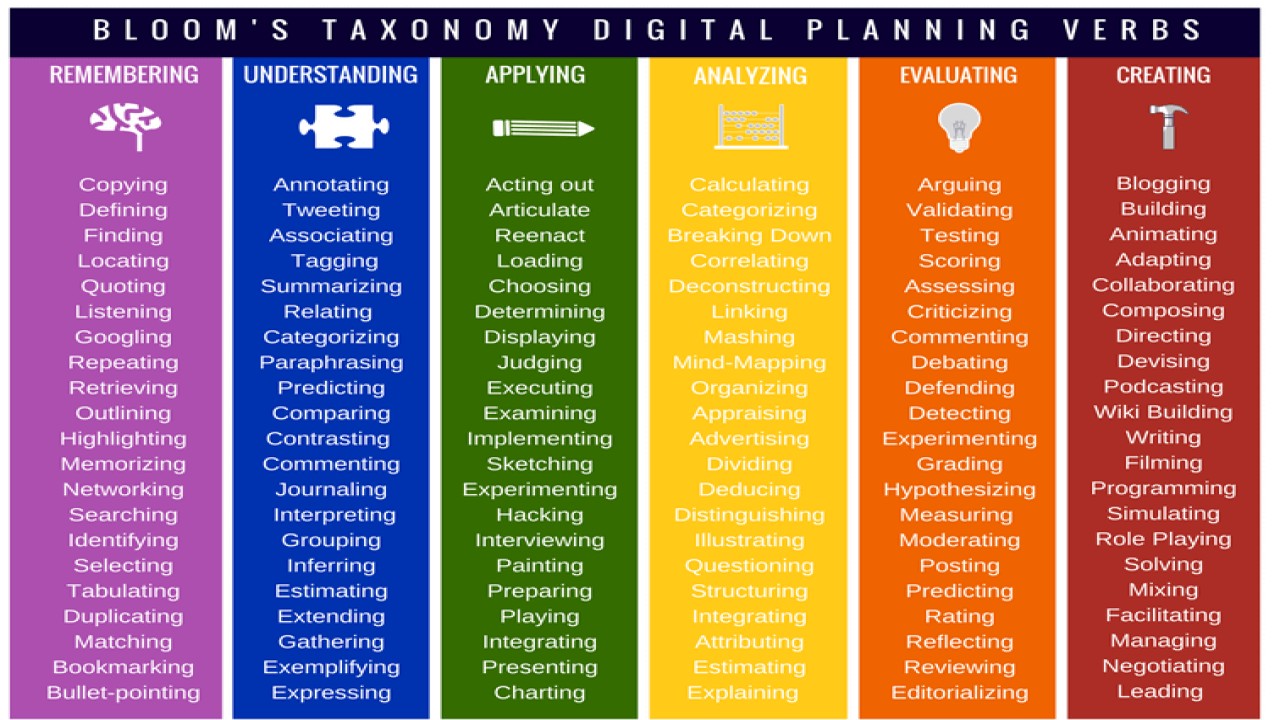 BLOOM'S TAXONOMY DIGITAL PLANNING VERBS
REMEMBERING
Copying
Defining
Finding
Locating
Quoting
Listening
Googling
Repeating
Retrieving
Outlining
Highlighting
Memorizing
Networking
Searching
Identifying
Selecting
Tabulating
Duplicating
Matching
Bookmarking
Bullet-pointing
UNDERSTANDING
Annotating
Tweeting
Associating
Tagging
Summarizing
Relating
Categorizing
Paraphrasing
Predicting
Comparing
Contrasting
Commenting
Journaling
Interpreting
Grouping
Inferring
Estimating
Extending
Gathering
Exemplifying
Expressing
APPLYING
Acting out
Articulate
Reenact
Loading
Choosing
Determining
Displaying
Judging
Executing
Examining
Implementing
Sketching
Experimenting
Hacking
Interviewing
Painting
Preparing
Playing
Integrating
Presenting
Charting
ANALYZING
Calculating
Categorizing
Breaking Down
Correlating
Deconstructing
Linking
Mashing
Mind-Mapping
Organizing
Appraising
Advertising
Dividing
Deducing
Distinguishing
Illustrating
Questioning
Structuring
Integrating
Attributing
Estimating
Explaining
EVALUATING
Arguing
Validating
Testing
Scoring
Assessing
Criticizing
Commenting
Debating
Defending
Detecting
Experimenting
Grading
Hypothesizing
Measuring
Moderating
Posting
Predicting
Rating
Reflecting
Reviewing
Editorializing
CREATING
Blogging
Building
Animating
Adapting
Collaborating
Composing
Directing
Devising
Podcasting
Wiki Building
Writing
Filming
Programming
Simulating
Role Playing
Solving
Mixing
Facilitating
Managing
Negotiating
Leading